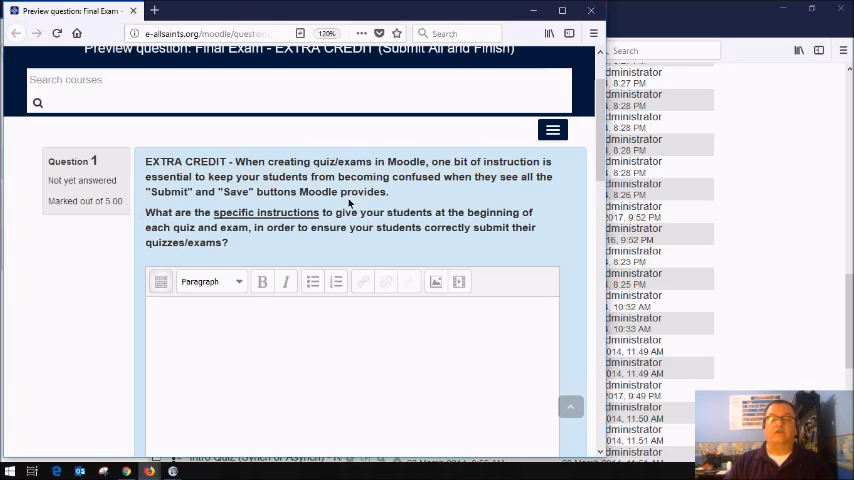 Preview question: Final Exam -
e-allsaints.org/moodle/question
120%
Search
Search
Preview question: Final Exam - EXTRA CREDIT (Submit All and Finish)
Search courses
Question 1
Not yet answered
Marked out of 5.00
EXTRA CREDIT - When creating quiz/exams in Moodle, one bit of instruction is
essential to keep your students from becoming confused when they see all the
"Submit" and "Save" buttons Moodle provides.
What are the specific instructions to give your students at the beginning of
each quiz and exam, in order to ensure your students correctly submit their
quizzes/exams?
Paragraph
B I
dministrator
, 8:27 PM
dministrator
, 8:28 PM
dministrator
, 8:28 PM
dministrator
, 8:28 PM
dministrator
, 8:26 PM
dministrator
2017, 9:52 PM
dministrator
16, 9:52 PM
dministrator
, 8:23 PM
dministrator
, 8:25 PM
dministrator
, 10:32 AM
dministrator
, 10:33 AM
dministrator
014, 11:49 AM
dministrator
014, 11:49 AM
dministrator
2017, 9:49 PM
dministrator
014, 11:50 AM
dministrator
014, 11:51 AM
dministrator